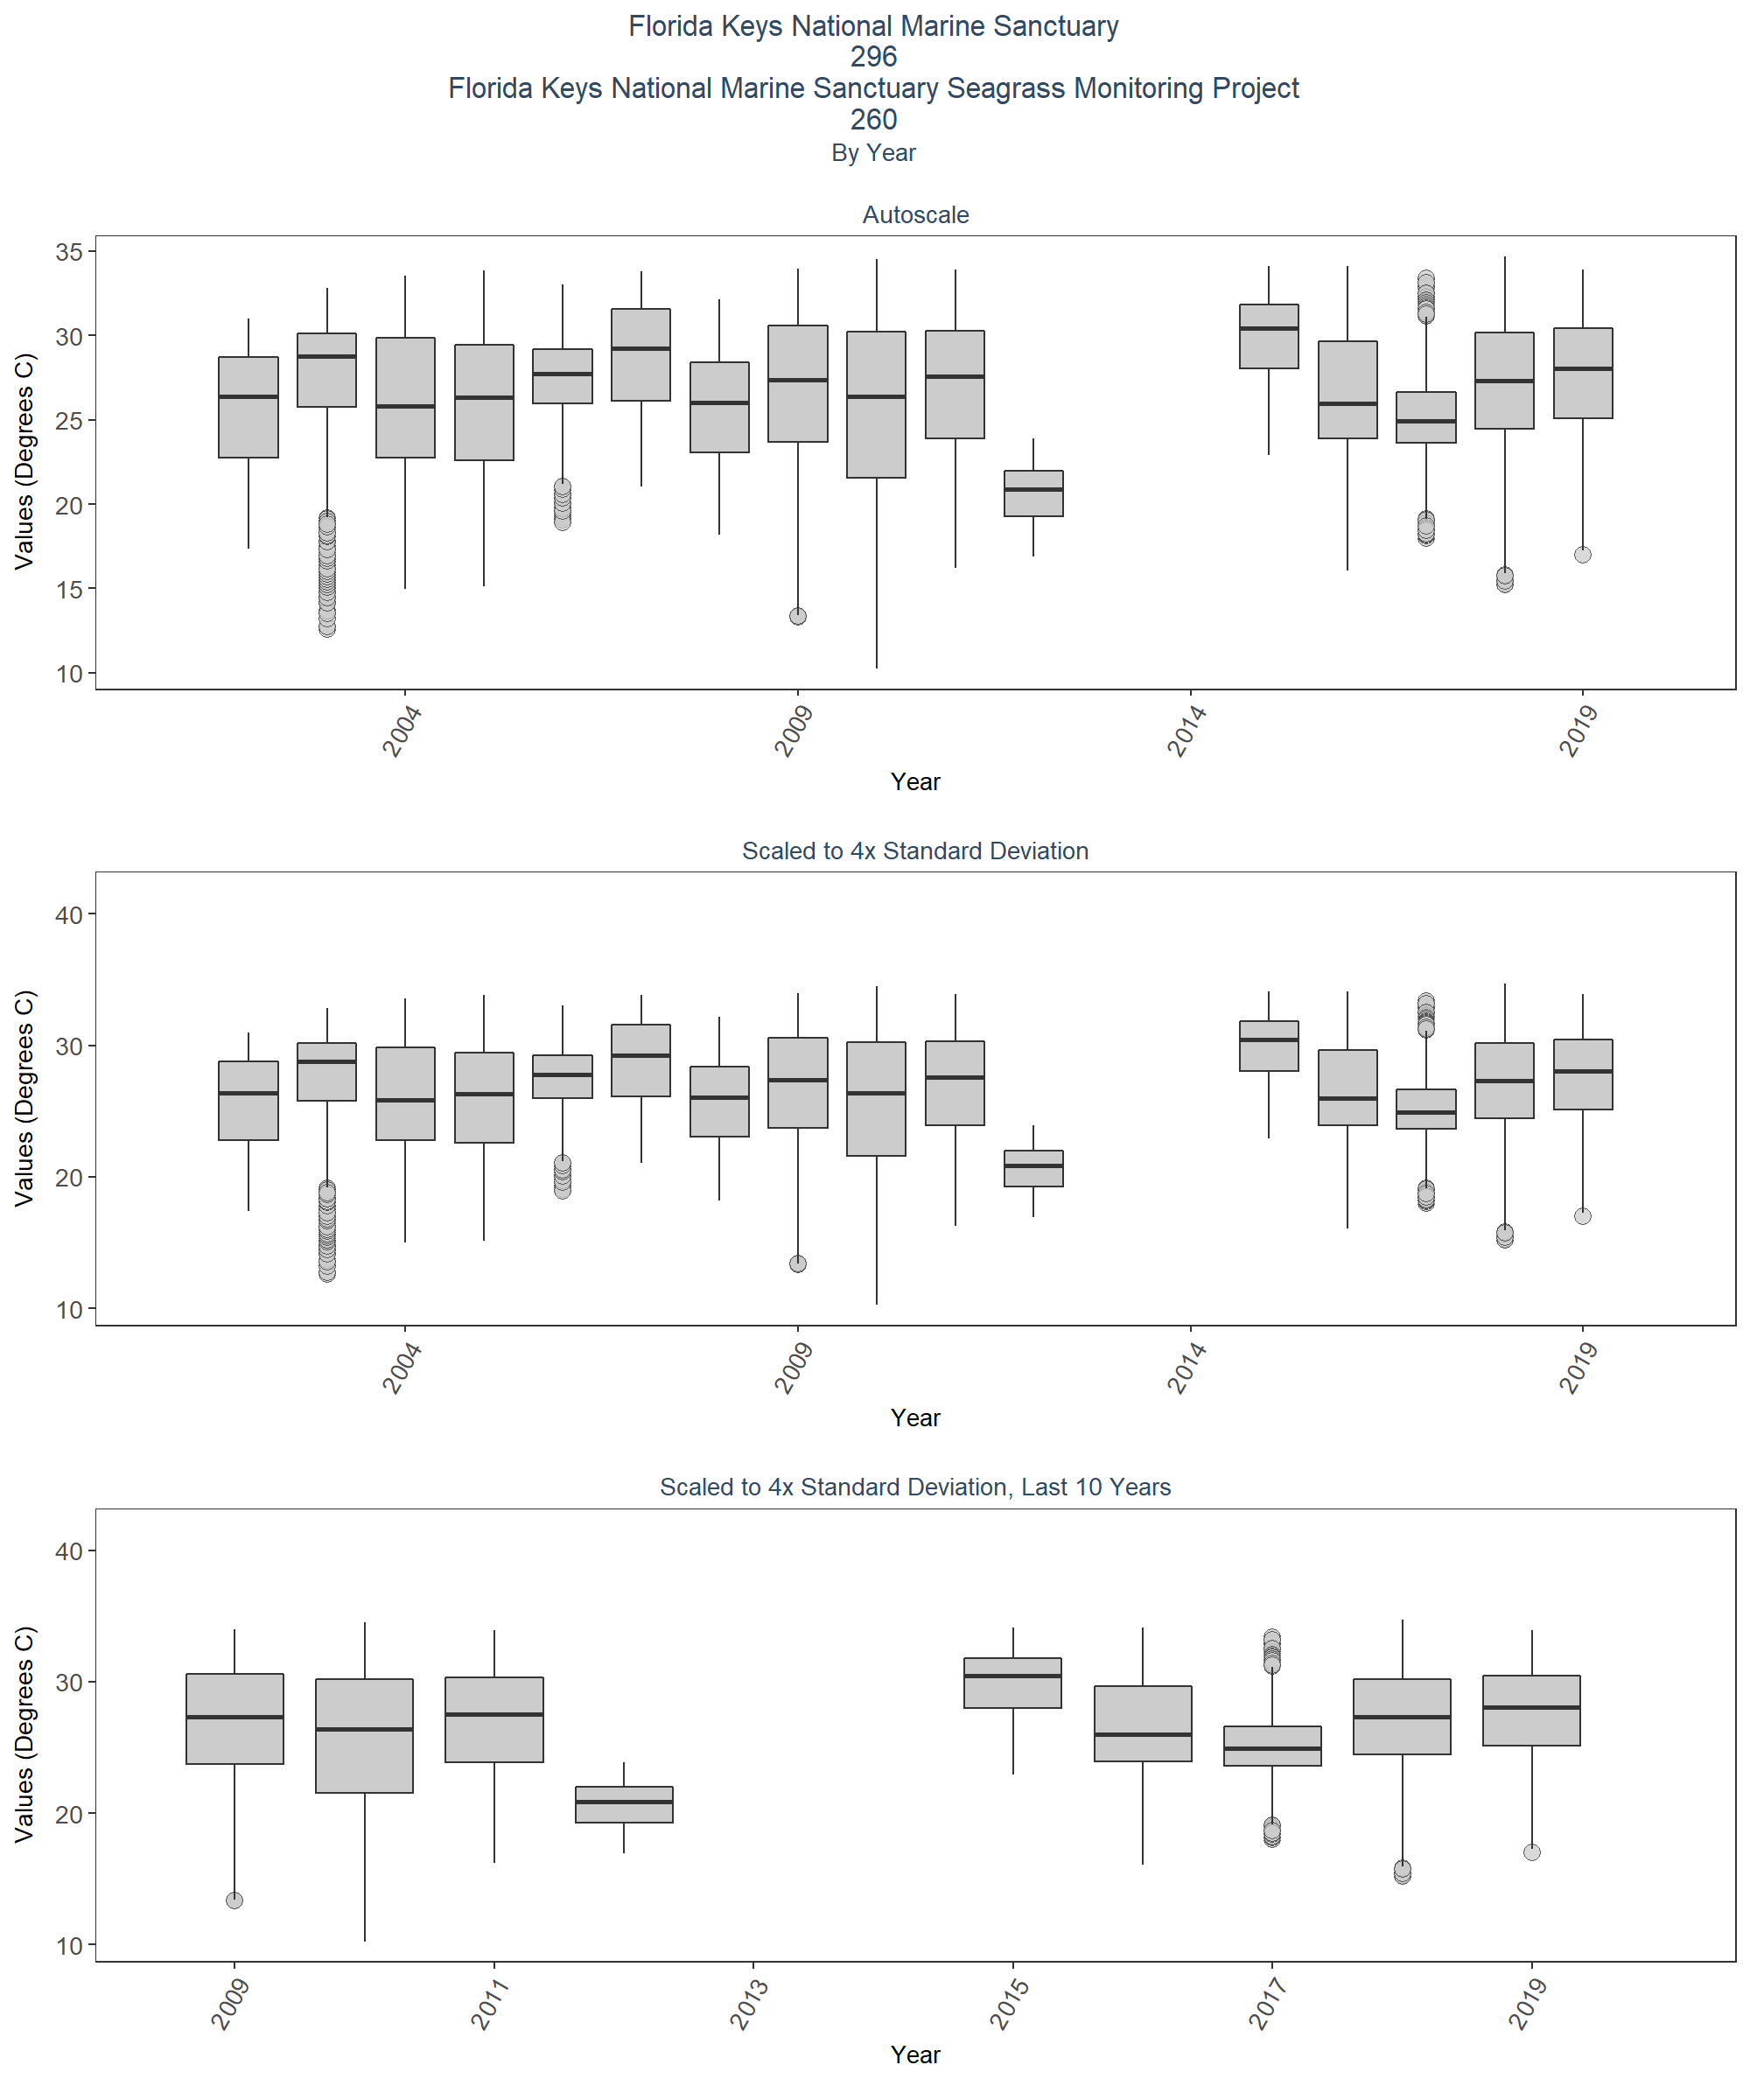 Florida Keys National Marine Sanctuary
296
Florida Keys National Marine Sanctuary Seagrass Monitoring Project
260
By Year
Autoscale
Values (Degrees C)
35
30
25
20
15
10
2004 2009 2014 2019
Year
Scaled to 4x Standard Deviation
Values (Degrees C)
40
30
20
10
2004 2009 2014 2019
Year
Scaled to 4x Standard Deviation, Last 10 Years
Values (Degrees C)
40
30
20
10
2009 2011 2013 2015 2017 2019
Year